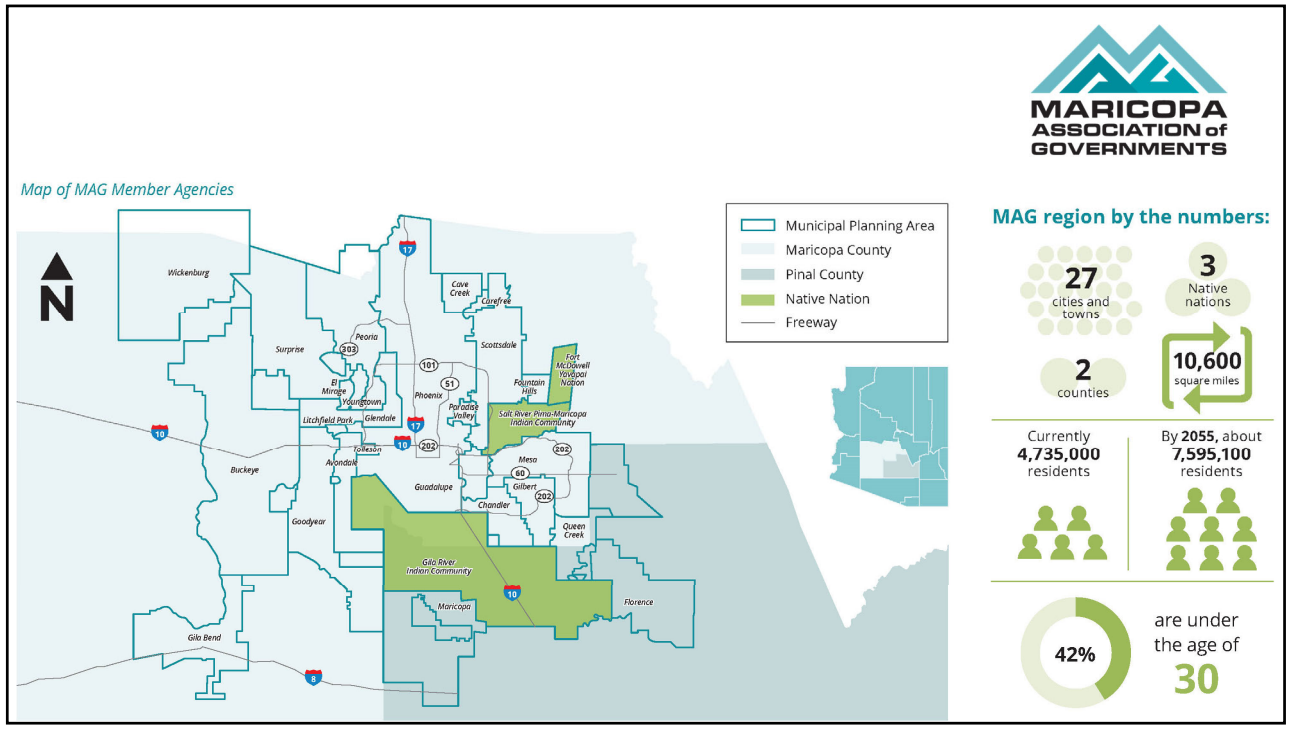 MARICOPA
ASSOCIATION of
GOVERNMENTS
Map of MAG Member Agencies
Municipal Planning Area
Maricopa County
Pinal County
Native Nation
Freeway
N
Wickenburg
17
Cave
Creek
Carefree
Peoria
303
Surprise
Scottsdale
Fort
McDowell
Yavapai
Nation
101
51
El
Mirage
Phoenix
Fountain
Hills
Youngtown
Paradise
Valley
Litchfield Park
Glendale
Salt River Pima-Maricopa
Indian Community
17
10
10
202
Tolleson
202
Mesa
Avondale
Buckeye
60
Guadalupe
Gilbert
202
Chandler
Goodyear
Queen
Creek
Gila River
Indian Community
10
Maricopa
Florence
Gila Bend
8
MAG region by the numbers:
27
cities and
towns
3
Native
nations
2
counties
10,600
square miles
Currently
4,735,000
residents
By 2055, about
7,595,100
residents
42%
are under
the age of
30